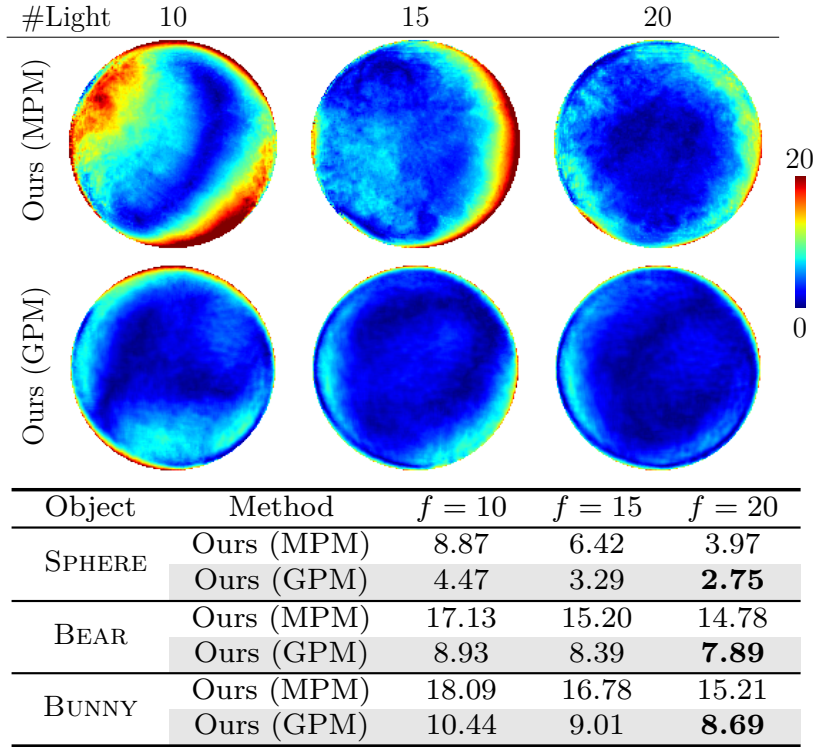 #Light 10 15 20
Ours (MPM)
20
0
Ours (GPM)
Object Method f = 10 f = 15 f = 20
SPHERE Ours (MPM) 8.87 6.42 3.97
Ours (GPM) 4.47 3.29 2.75
BEAR Ours (MPM) 17.13 15.20 14.78
Ours (GPM) 8.93 8.39 7.89
BUNNY Ours (MPM) 18.09 16.78 15.21
Ours (GPM) 10.44 9.01 8.69